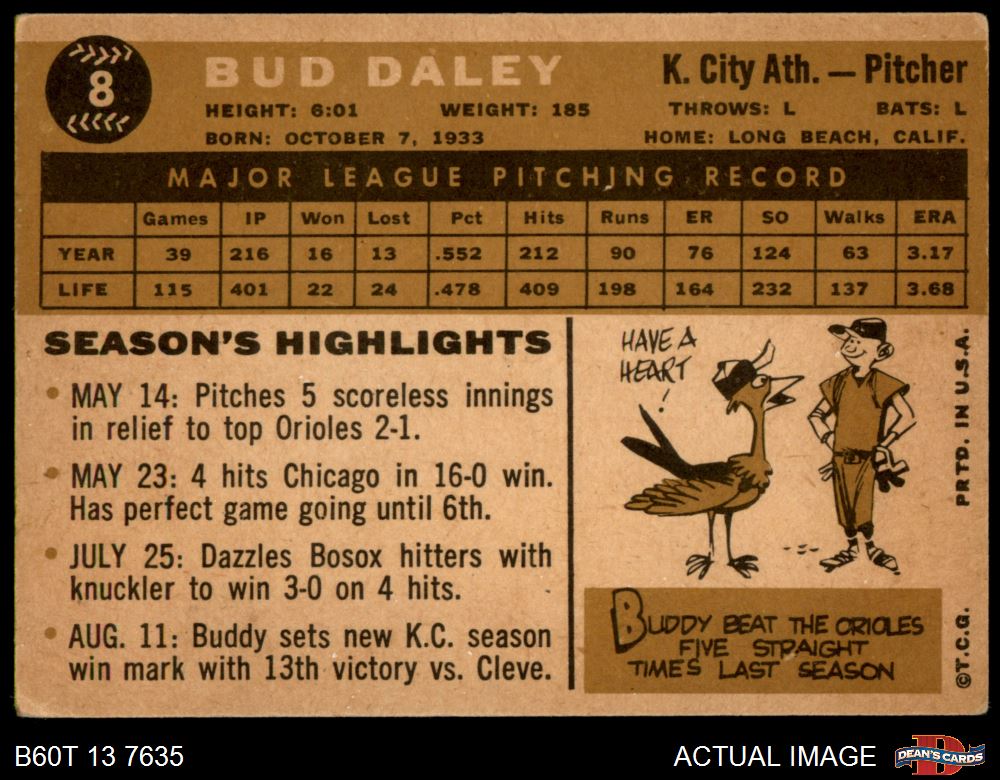 8
BUD DALEY
K. City Ath. — Pitcher
HEIGHT: 6:01 WEIGHT: 185 THROWS: L BATS: L
BORN: OCTOBER 7, 1933 HOME: LONG BEACH, CALIF.
MAJOR LEAGUE PITCHING RECORD
Games IP Won Lost Pct Hits Runs ER SO Walks ERA
YEAR 39 216 16 13 .552 212 90 76 124 63 3.17
LIFE 115 401 22 24 .478 409 198 164 232 137 3.68
SEASON'S HIGHLIGHTS
• MAY 14: Pitches 5 scoreless innings
in relief to top Orioles 2-1.
• MAY 23: 4 hits Chicago in 16-0 win.
Has perfect game going until 6th.
• JULY 25: Dazzles Bosox hitters with
knuckler to win 3-0 on 4 hits.
• AUG. 11: Buddy sets new K.C. season
win mark with 13th victory vs. Cleve.
HAVE A
HEART
!
BUDDY BEAT THE ORIOLES
FIVE STRAIGHT
TIMES LAST SEASON
PRTD. IN U.S.A.
©T.C.G.
B60T 13 7635
ACTUAL IMAGE
D
DEAN'S CARDS